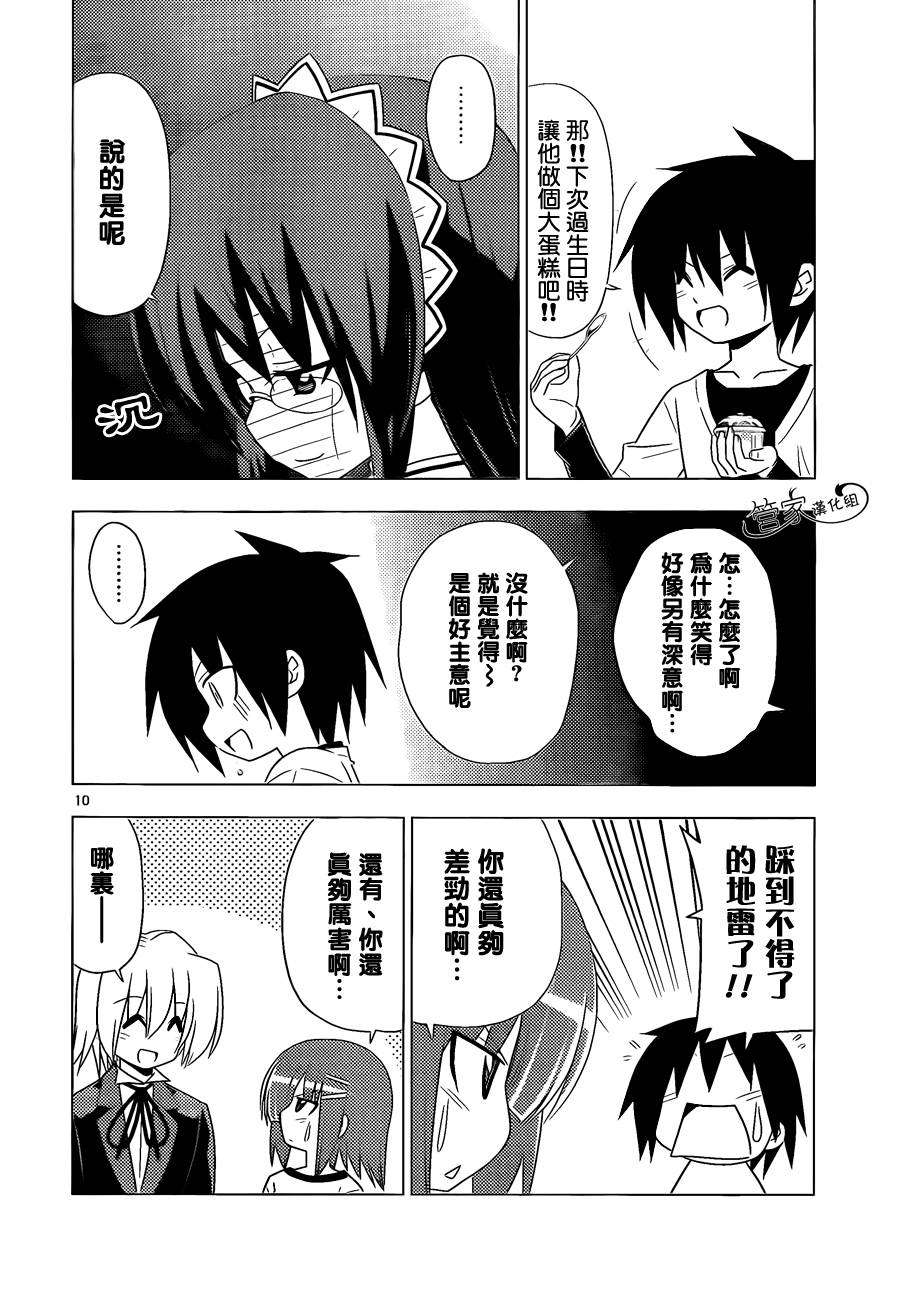 那!!下次過生日時
讓他做個大蛋糕吧!!
………
說的是呢
沉
管家漢化組
怎…怎麼了啊
爲什麼笑得
好像另有深意啊…
沒什麼啊?
就是覺得~
是個好主意呢
………
10
踩到不得了
的地雷了!!
你還眞夠
差勁的啊…
還有、你還
眞夠厲害啊…
哪裏──